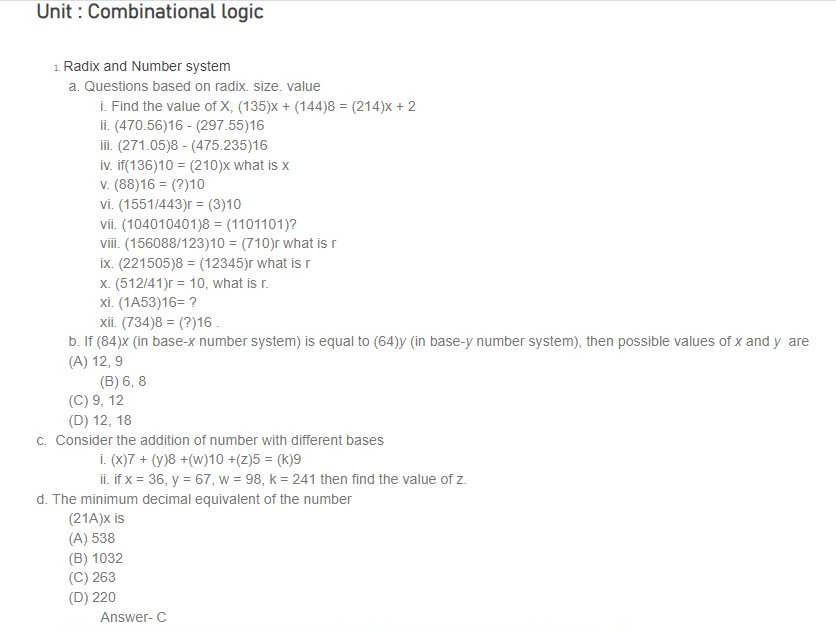 Unit : Combinational logic
1. Radix and Number system
a. Questions based on radix. size. value
i. Find the value of X, (135)x + (144)8 = (214)x + 2
ii. (470.56)16 - (297.55)16
iii. (271.05)8 - (475.235)16
iv. if(136)10 = (210)x what is x
v. (88)16 = (?)10
vi. (1551/443)r = (3)10
vii. (104010401)8 = (1101101)?
viii. (156088/123)10 = (710)r what is r
ix. (221505)8 = (12345)r what is r
x. (512/41)r = 10, what is r.
xi. (1A53)16= ?
xii. (734)8 = (?)16 .
b. If (84)x (in base-x number system) is equal to (64)y (in base-y number system), then possible values of x and y are
(A) 12, 9
(B) 6, 8
(C) 9, 12
(D) 12, 18
c. Consider the addition of number with different bases
i. (x)7 + (y)8 +(w)10 +(z)5 = (k)9
ii. if x = 36, y = 67, w = 98, k = 241 then find the value of z.
d. The minimum decimal equivalent of the number
(21A)x is
(A) 538
(B) 1032
(C) 263
(D) 220
Answer- C